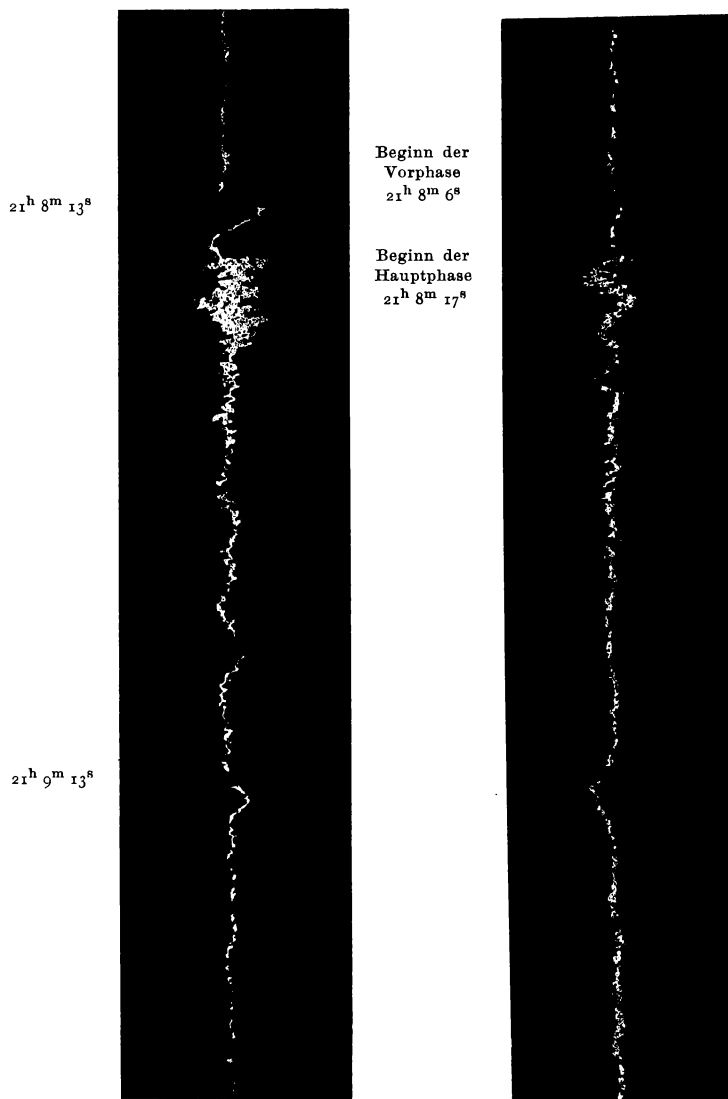 Beginn der
Vorphase
21ʰ 8ᵐ 6ˢ
21ʰ 8ᵐ 13ˢ
Beginn der
Hauptphase
21ʰ 8ᵐ 17ˢ
21ʰ 9ᵐ 13ˢ